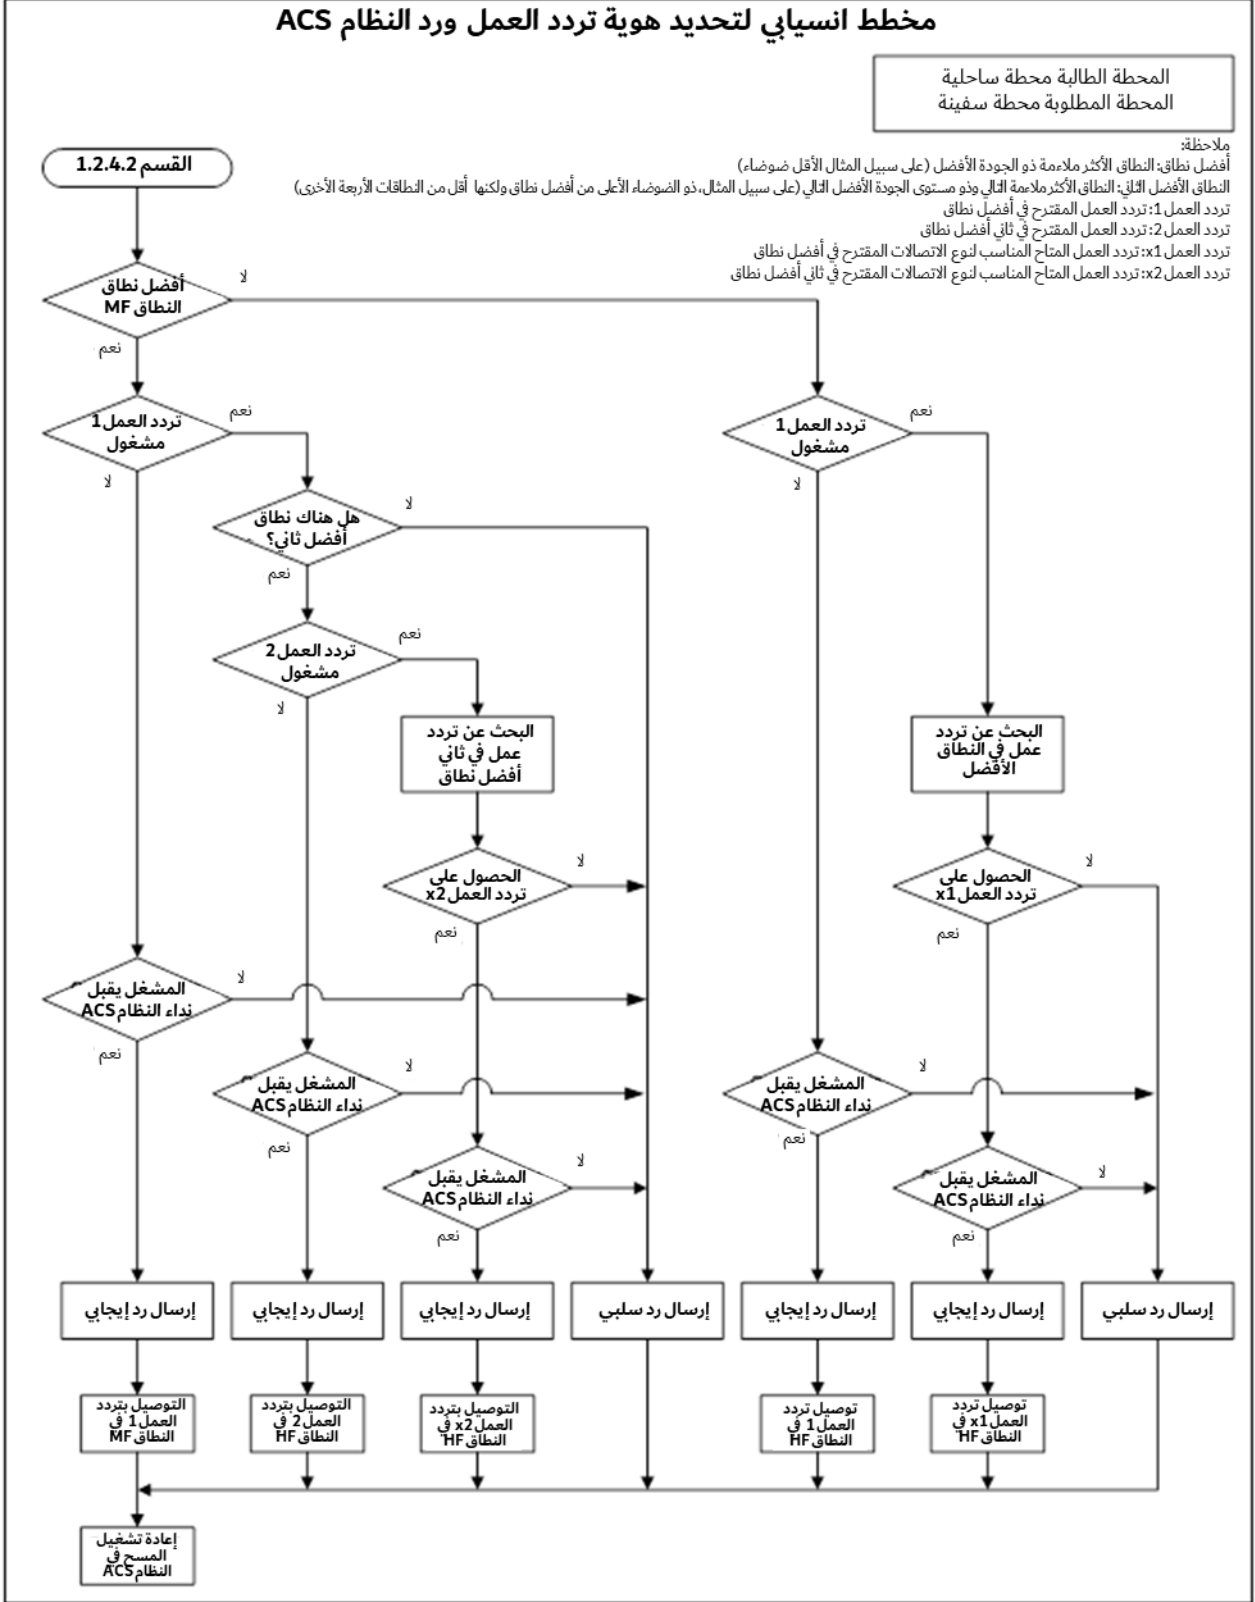 مخطط انسيابي لتحديد هوية تردد العمل ورد النظام ACS
المحطة الطالبة محطة ساحلية
المحطة المطلوبة محطة سفينة
ملاحظة:
أفضل نطاق: النطاق الأكثر ملاءمة ذو الجودة الأفضل (على سبيل المثال الأقل ضوضاء)
النطاق الأفضل الثاني: النطاق الأكثر ملاءمة التالي وذو مستوى الجودة الأفضل التالي (على سبيل المثال، ذو الضوضاء الأعلى من أفضل نطاق ولكنها أقل من النطاقات الأربعة الأخرى)
تردد العمل 1: تردد العمل المقترح في أفضل نطاق
تردد العمل 2: تردد العمل المقترح في ثاني أفضل نطاق
تردد العمل x1: تردد العمل المتاح المناسب لنوع الاتصالات المقترح في أفضل نطاق
تردد العمل x2: تردد العمل المتاح المناسب لنوع الاتصالات المقترح في ثاني أفضل نطاق
القسم 1.2.4.2
أفضل نطاق
النطاق MF
لا
نعم
تردد العمل 1
مشغول
نعم
لا
تردد العمل 1
مشغول
نعم
لا
هل هناك نطاق
أفضل ثاني؟
لا
نعم
تردد العمل 2
مشغول
نعم
لا
البحث عن تردد
عمل في ثاني
أفضل نطاق
البحث عن تردد
عمل في النطاق
الأفضل
الحصول على
تردد العمل x2
لا
نعم
الحصول على
تردد العمل x1
لا
نعم
المشغل يقبل
نداء النظام ACS
لا
نعم
المشغل يقبل
نداء النظام ACS
لا
نعم
المشغل يقبل
نداء النظام ACS
لا
نعم
المشغل يقبل
نداء النظام ACS
لا
نعم
المشغل يقبل
نداء النظام ACS
لا
نعم
إرسال رد إيجابي
إرسال رد إيجابي
إرسال رد إيجابي
إرسال رد سلبي
إرسال رد إيجابي
إرسال رد إيجابي
إرسال رد سلبي
التوصيل بتردد
العمل 1 في
النطاق MF
التوصيل بتردد
العمل 2 في
النطاق HF
التوصيل بتردد
العمل x2 في
النطاق HF
توصيل تردد
العمل 1 في
النطاق HF
توصيل تردد
العمل x1 في
النطاق HF
إعادة تشغيل
المسح في
النظام ACS